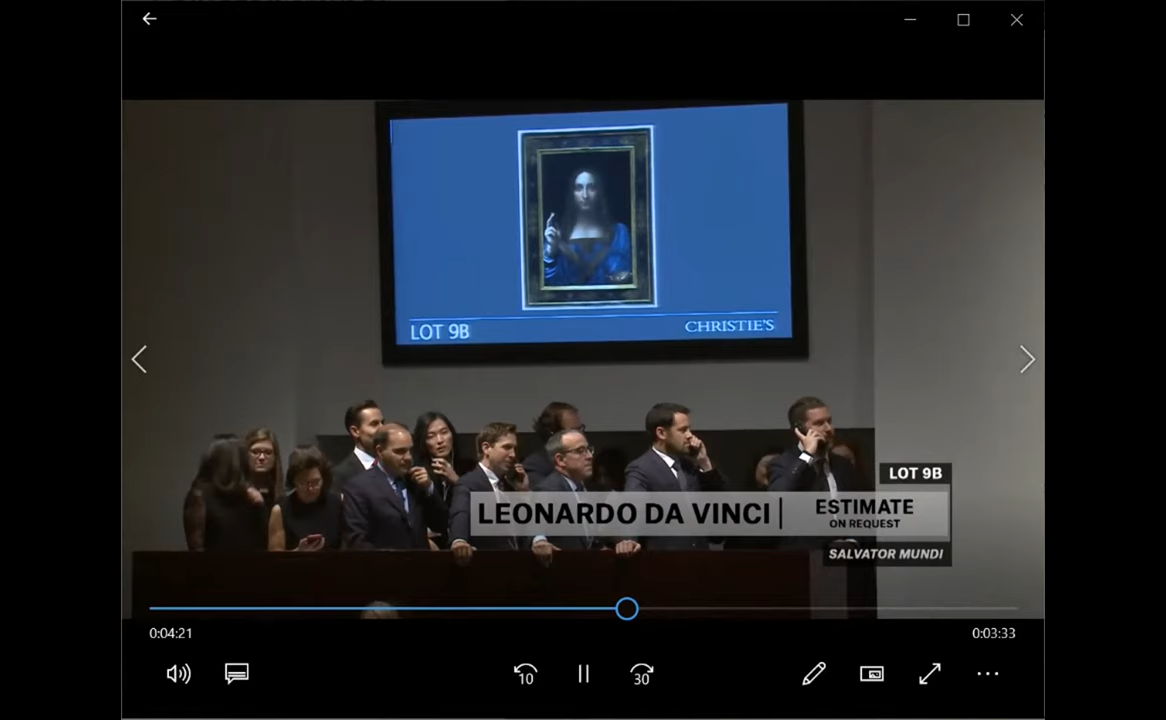 LOT 9B
CHRISTIE'S
LOT 9B
LEONARDO DA VINCI
ESTIMATE
ON REQUEST
SALVATOR MUNDI
0:04:21
0:03:33
10
30